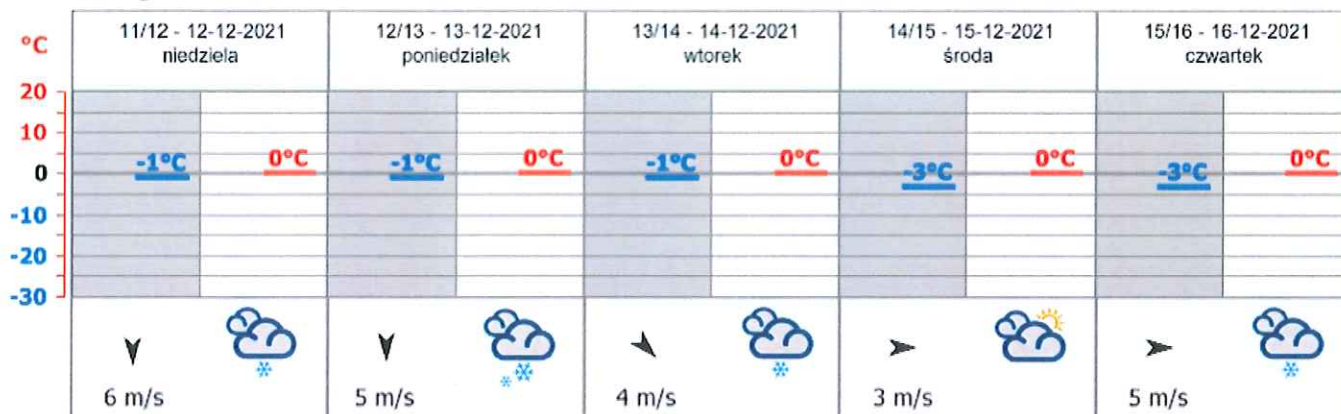 °C
11/12 - 12-12-2021
niedziela
12/13 - 13-12-2021
poniedziałek
13/14 - 14-12-2021
wtorek
14/15 - 15-12-2021
środa
15/16 - 16-12-2021
czwartek
20
10
0
-10
-20
-30
-1°C
0°C
-1°C
0°C
-1°C
0°C
-3°C
0°C
-3°C
0°C
6 m/s
5 m/s
4 m/s
3 m/s
5 m/s